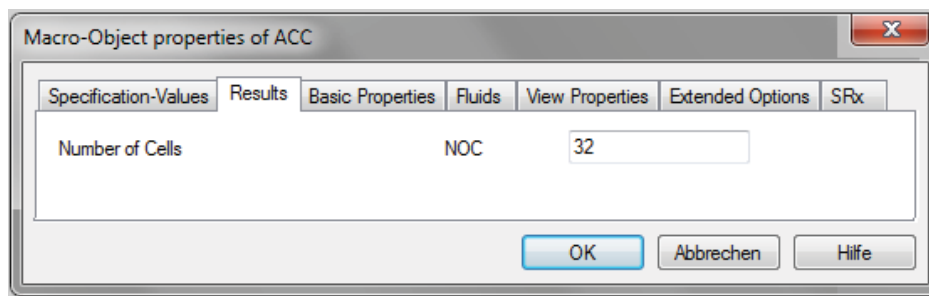 Macro-Object properties of ACC
Specification-Values Results Basic Properties Fluids View Properties Extended Options SRx
Number of Cells NOC 32
OK Abbrechen Hilfe